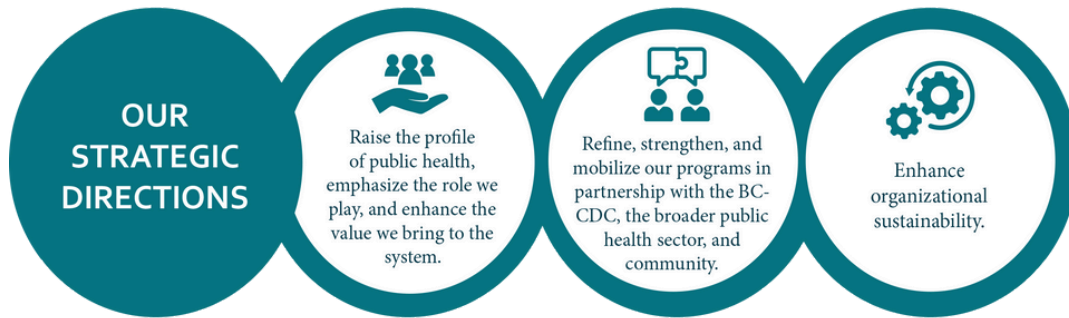 OUR
STRATEGIC
DIRECTIONS
Raise the profile
of public health,
emphasize the role we
play, and enhance the
value we bring to the
system.
Refine, strengthen, and
mobilize our programs in
partnership with the BC-
CDC, the broader public
health sector, and
community.
Enhance
organizational
sustainability.